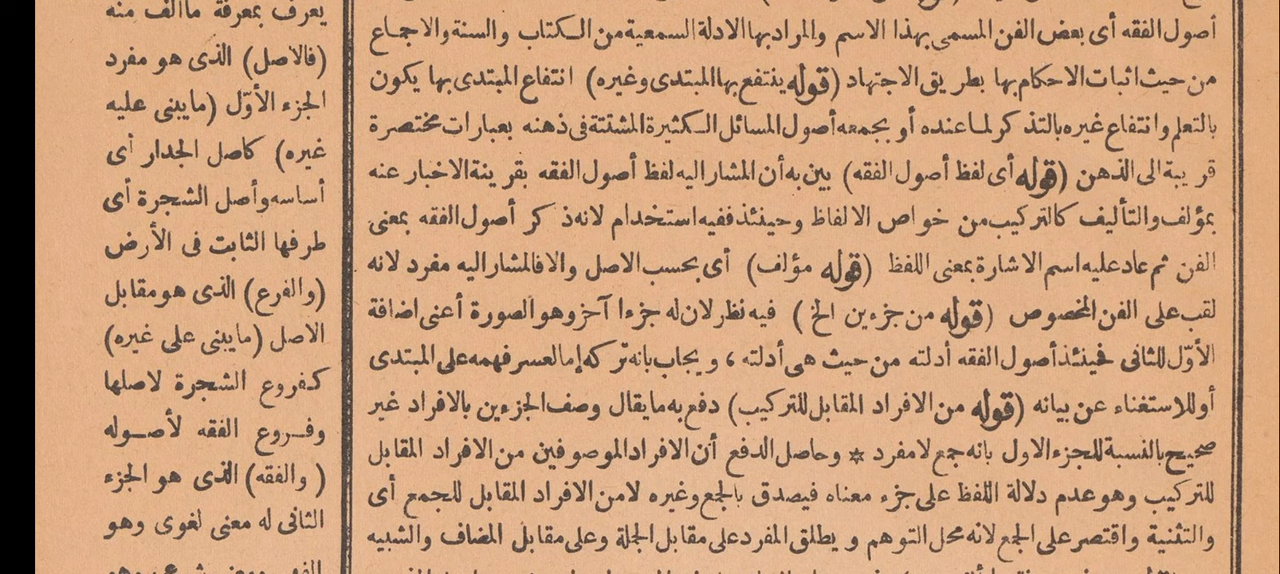 أصول الفقه أى بعض الفن المسمى بهذا الاسم والمراد بها الادلة السمعية من الكتاب والسنة والاجماع
من حيث اثبات الاحكام بها بطريق الاجتهاد (قوله ينتفع بها المبتدى وغيره) انتفاع المبتدى بها يكون
بالتعلم وانتفاع غيره بالتذكر لما عنده أو بجمعه أصول المسائل الكثيرة المشتتة فى ذهنه بعبارات مختصرة
قريبة الى الذهن (قوله أى لفظ أصول الفقه) بين به أن المشار اليه لفظ أصول الفقه بقرينة الاخبار عنه
بمؤلف والتأليف كالتركيب من خواص الالفاظ وحينئذ ففيه استخدام لانه ذكر أصول الفقه بمعنى
الفن ثم عاد عليه اسم الاشارة بمعنى اللفظ (قوله مؤلف) أى بحسب الاصل والا فالمشار اليه مفرد لانه
لقب على الفن المخصوص (قوله من جزءين الخ) فيه نظر لان له جزءا آخر وهو الصورة أعنى اضافة
الأوّل للثانى فحينئذ أصول الفقه أدلته من حيث هى أدلته ، ويجاب بانه تركه إما لعسر فهمه على المبتدى
أو للاستغناء عن بيانه (قوله من الافراد المقابل للتركيب) دفع به ما يقال وصف الجزءين بالافراد غير
صحيح بالنسبة للجزء الاول بانه جمع لا مفرد * وحاصل الدفع أن الافراد الموصوفين من الافراد المقابل
للتركيب وهو عدم دلالة اللفظ على جزء معناه فيصدق بالجمع وغيره لا من الافراد المقابل للجمع أى
والتثنية واقتصر على الجمع لانه محل التوهم ويطلق المفرد على مقابل الجملة وعلى مقابل المضاف والشبيه
يعرف بمعرفة ما ألف منه
(فالاصل) الذى هو مفرد
الجزء الأوّل (ما يبنى عليه
غيره) كاصل الجدار أى
أساسه وأصل الشجرة أى
طرفها الثابت فى الأرض
(والفرع) الذى هو مقابل
الاصل (ما يبنى على غيره)
كفروع الشجرة لاصلها
وفروع الفقه لأصوله
(والفقه) الذى هو الجزء
الثانى له معنى لغوى وهو